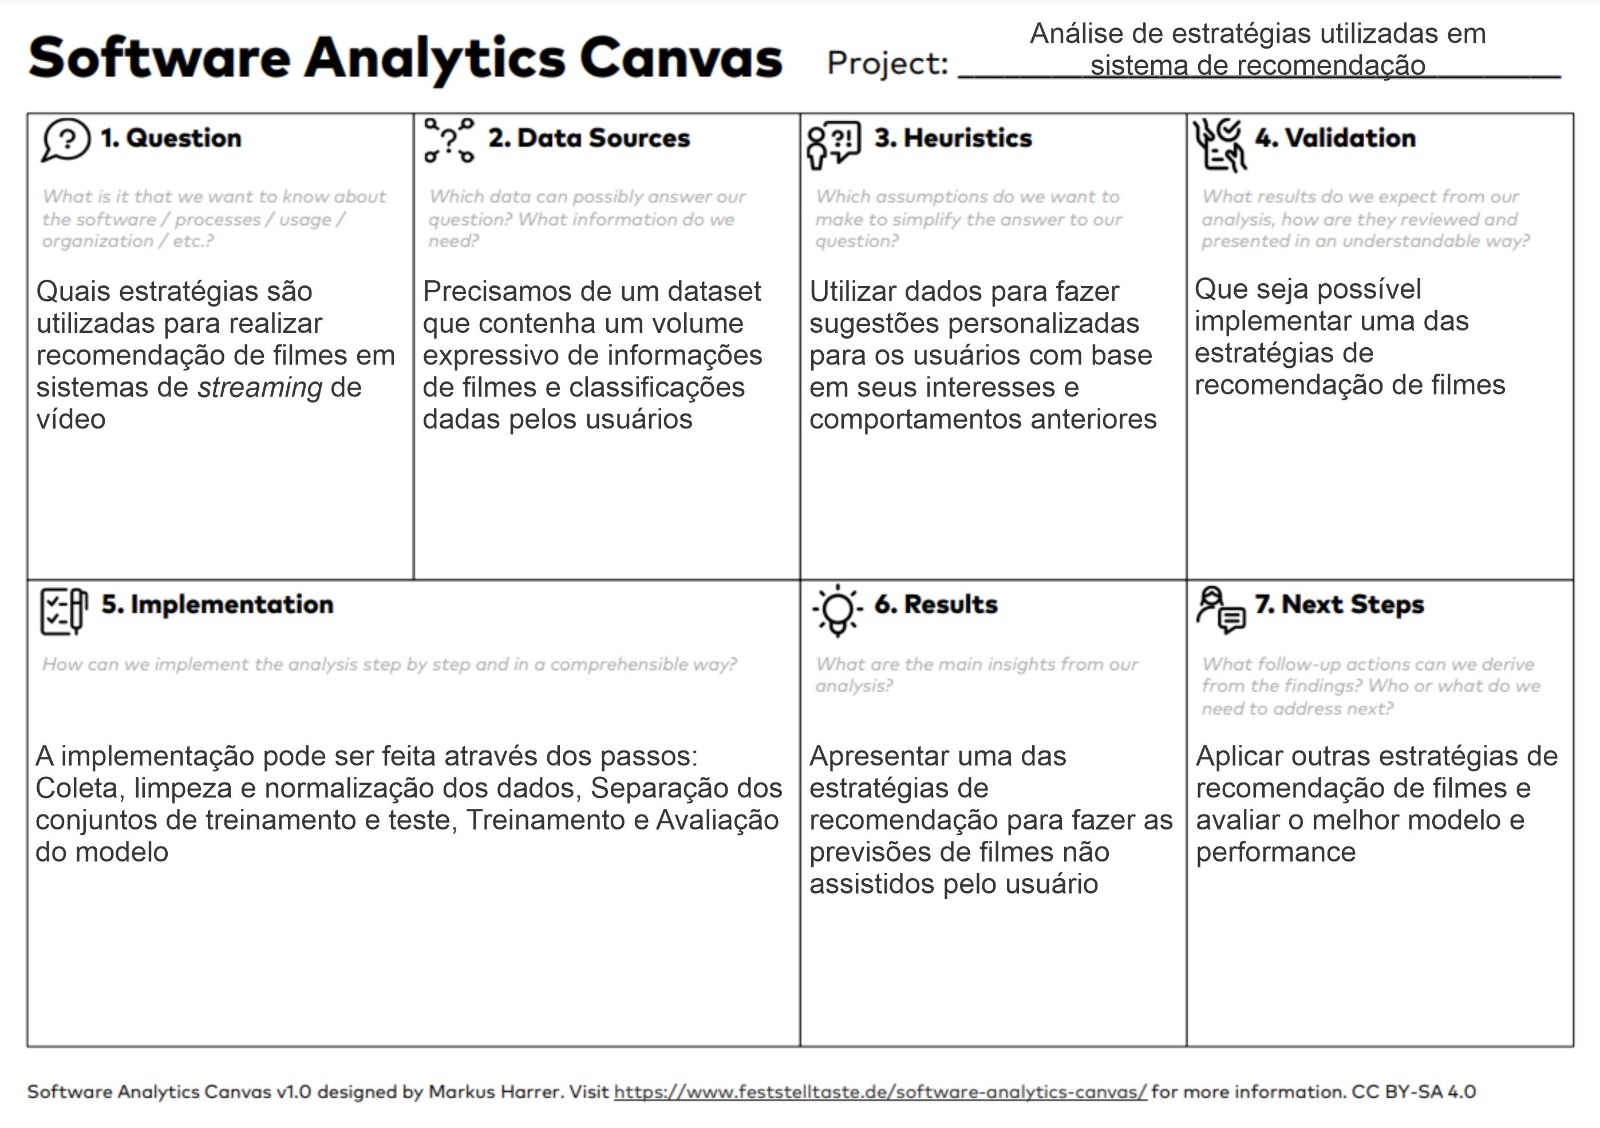 Software Analytics Canvas
Project:
Análise de estratégias utilizadas em
sistema de recomendação
1. Question
What is it that we want to know about
the software / processes / usage /
organization / etc.?
Quais estratégias são
utilizadas para realizar
recomendação de filmes em
sistemas de streaming de
vídeo
2. Data Sources
Which data can possibly answer our
question? What information do we
need?
Precisamos de um dataset
que contenha um volume
expressivo de informações
de filmes e classificações
dadas pelos usuários
3. Heuristics
Which assumptions do we want to
make to simplify the answer to our
question?
Utilizar dados para fazer
sugestões personalizadas
para os usuários com base
em seus interesses e
comportamentos anteriores
4. Validation
What results do we expect from our
analysis, how are they reviewed and
presented in an understandable way?
Que seja possível
implementar uma das
estratégias de
recomendação de filmes
5. Implementation
How can we implement the analysis step by step and in a comprehensible way?
A implementação pode ser feita através dos passos:
Coleta, limpeza e normalização dos dados, Separação dos
conjuntos de treinamento e teste, Treinamento e Avaliação
do modelo
6. Results
What are the main insights from our
analysis?
Apresentar uma das
estratégias de
recomendação para fazer as
previsões de filmes não
assistidos pelo usuário
7. Next Steps
What follow-up actions can we derive
from the findings? Who or what do we
need to address next?
Aplicar outras estratégias de
recomendação de filmes e
avaliar o melhor modelo e
performance
Software Analytics Canvas v1.0 designed by Markus Harrer. Visit https://www.feststelltaste.de/software-analytics-canvas/ for more information. CC BY-SA 4.0